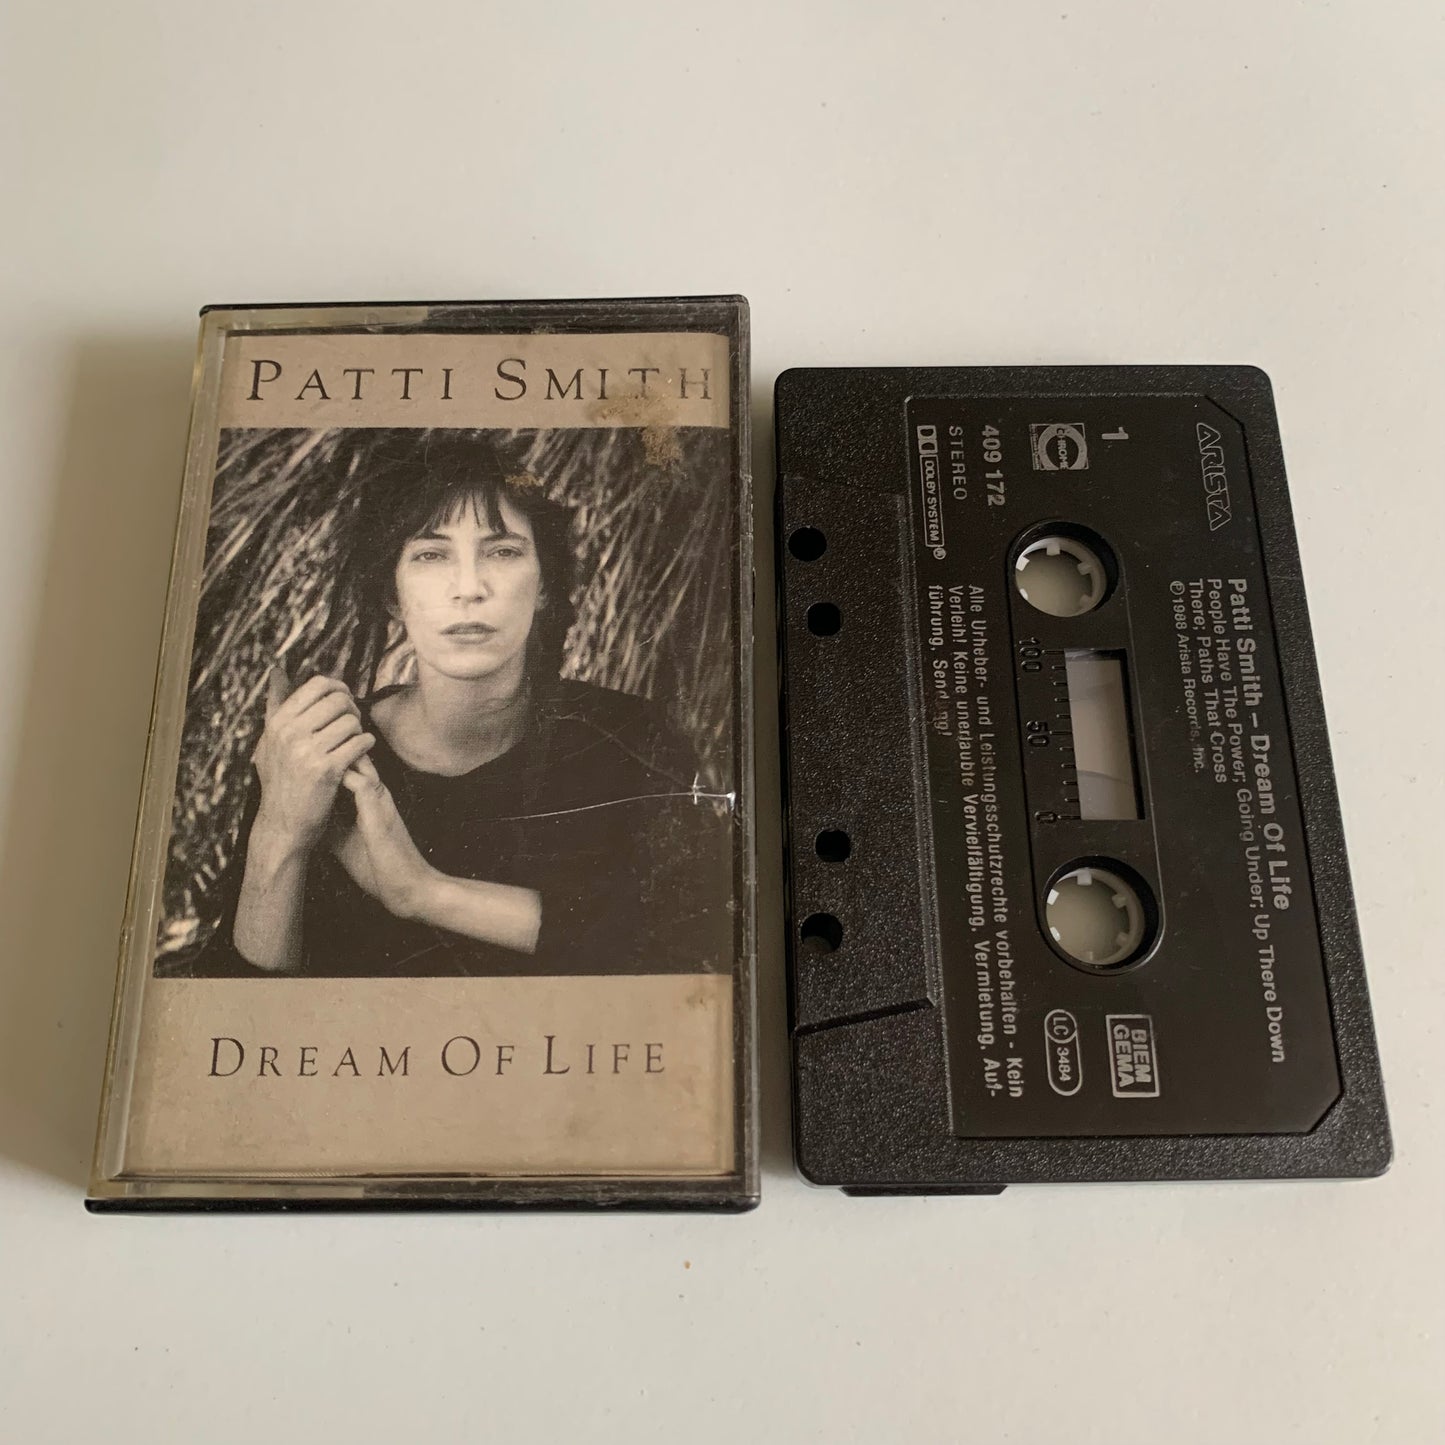 PATTI SMITH
DREAM OF LIFE
ARISTA
Patti Smith – Dream Of Life
People Have The Power; Going Under; Up There Down
There; Paths That Cross
℗1988 Arista Records, Inc.
1
CHROME
409 172
STEREO
DOLBY SYSTEM®
100 50 0
BIEM
GEMA
LC 3484
Alle Urheber- und Leistungsschutzrechte vorbehalten - Kein
Verleih! Keine unerlaubte Vervielfältigung. Vermietung. Auf-
führung. Sendung!